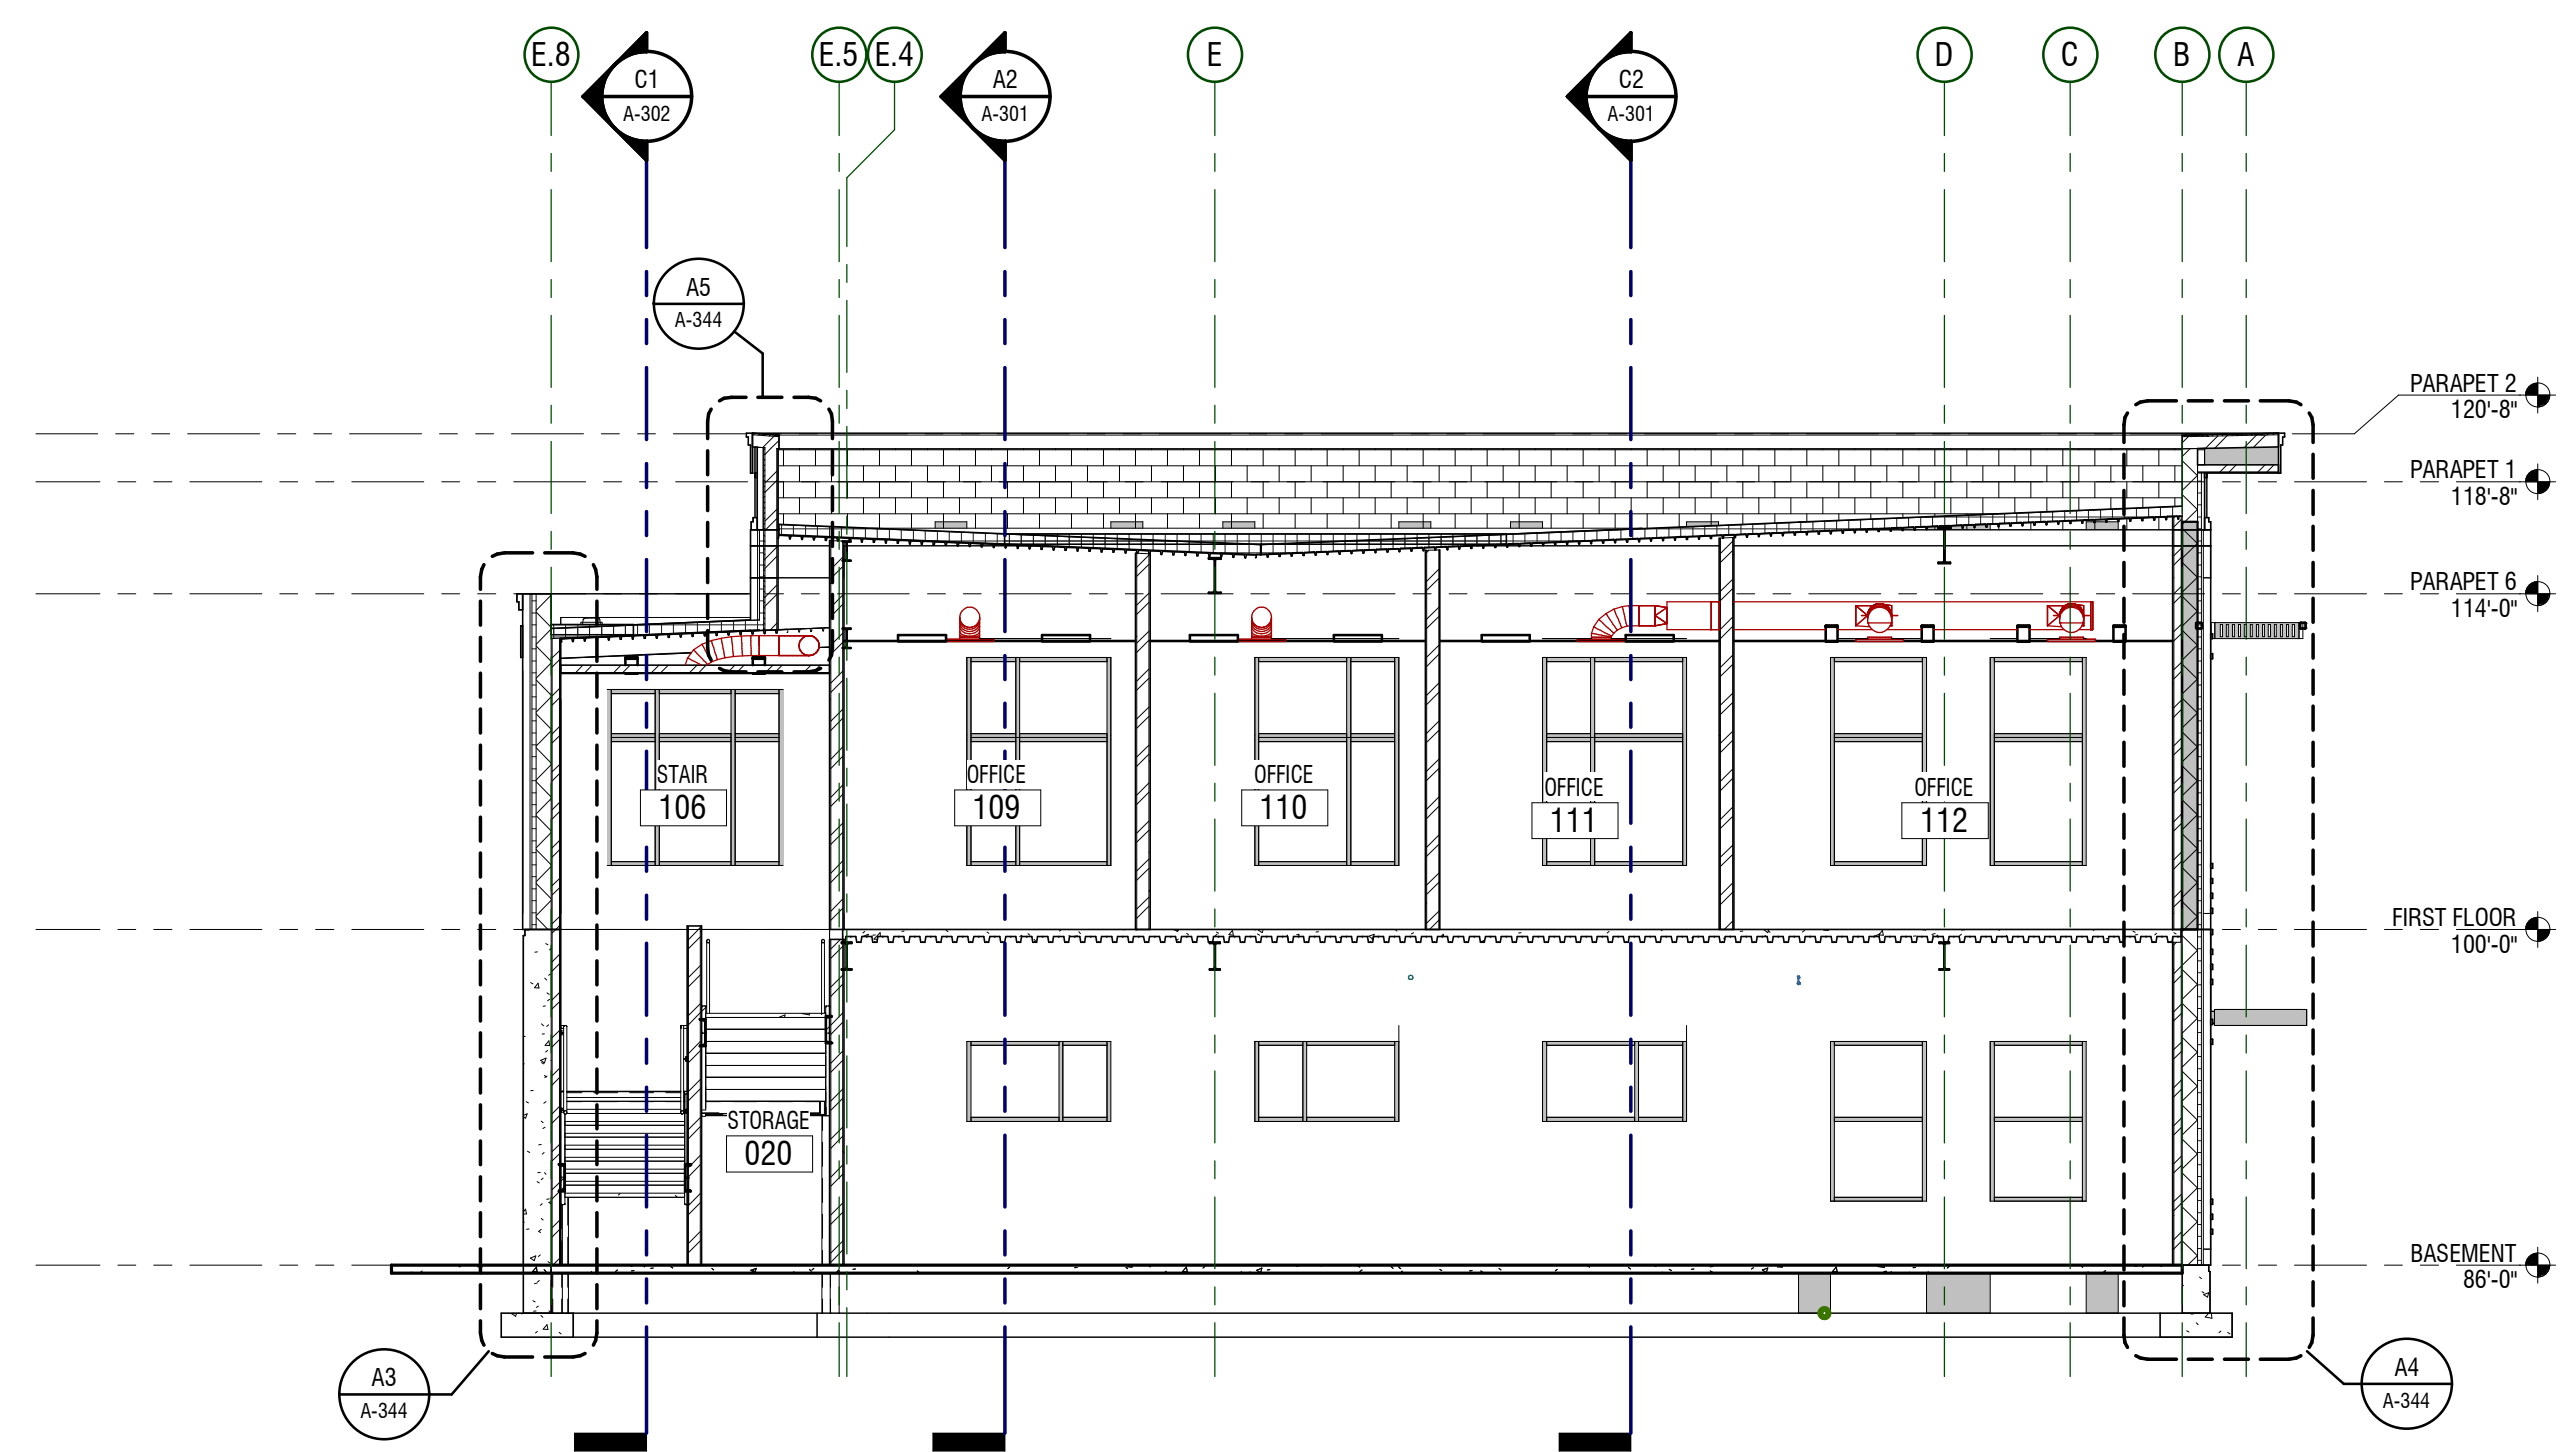 E.8
E.5
E.4
E
D
C
B
A
C1
A-302
A2
A-301
C2
A-301
A5
A-344
PARAPET 2
120'-8"
PARAPET 1
118'-8"
PARAPET 6
114'-0"
STAIR
106
OFFICE
109
OFFICE
110
OFFICE
111
OFFICE
112
FIRST FLOOR
100'-0"
STORAGE
020
BASEMENT
86'-0"
A3
A-344
A4
A-344